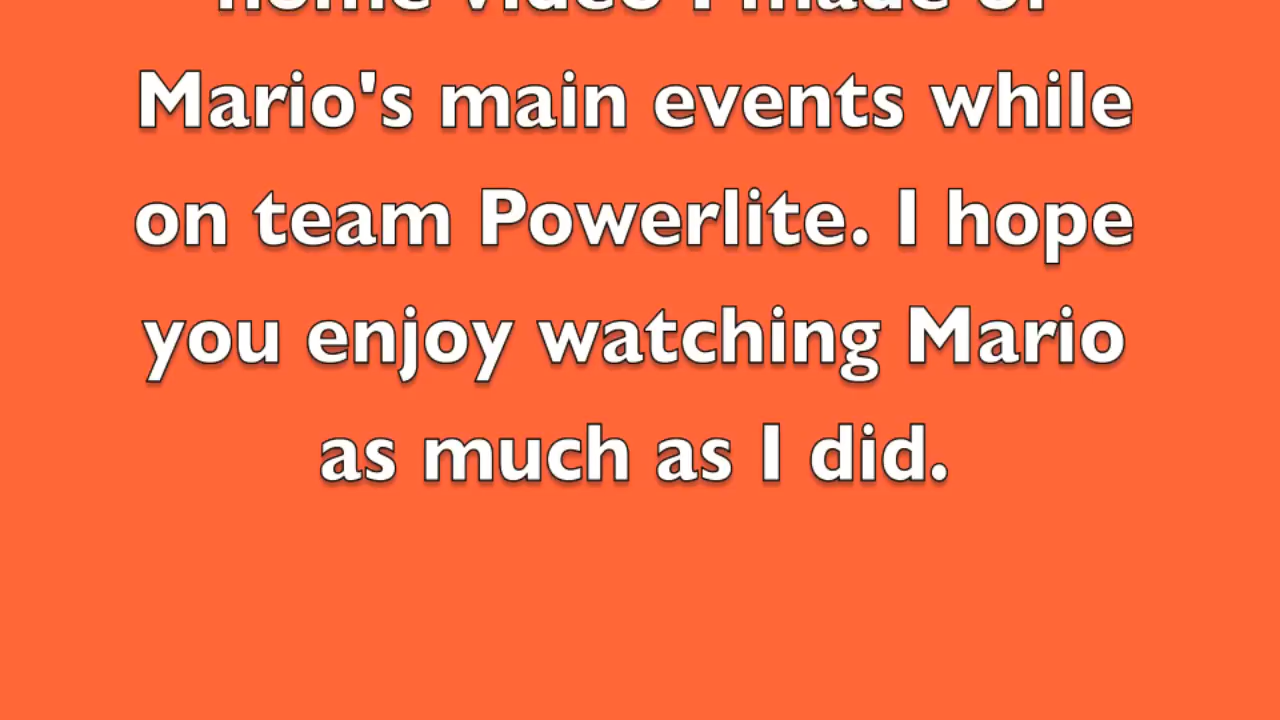 home video I made of
Mario's main events while
on team Powerlite. I hope
you enjoy watching Mario
as much as I did.